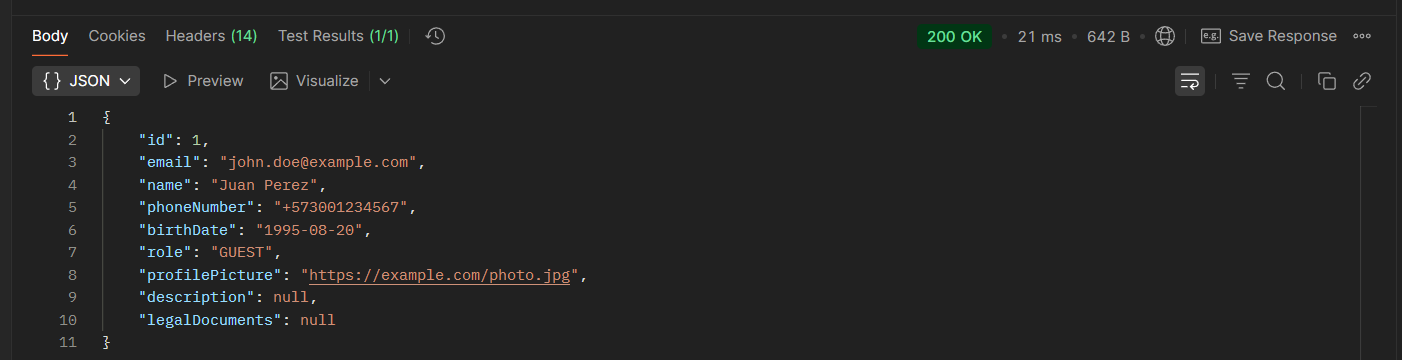 Body Cookies Headers (14) Test Results (1/1) 200 OK • 21 ms • 642 B • e.g. Save Response
{} JSON Preview Visualize
1 {
2 "id": 1,
3 "email": "john.doe@example.com",
4 "name": "Juan Perez",
5 "phoneNumber": "+573001234567",
6 "birthDate": "1995-08-20",
7 "role": "GUEST",
8 "profilePicture": "https://example.com/photo.jpg",
9 "description": null,
10 "legalDocuments": null
11 }